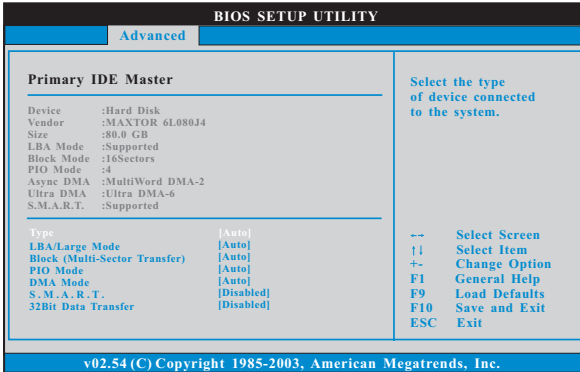 BIOS SETUP UTILITY
Advanced
Primary IDE Master
Device :Hard Disk
Vendor :MAXTOR 6L080J4
Size :80.0 GB
LBA Mode :Supported
Block Mode :16Sectors
PIO Mode :4
Async DMA :MultiWord DMA-2
Ultra DMA :Ultra DMA-6
S.M.A.R.T. :Supported
Type [Auto]
LBA/Large Mode [Auto]
Block (Multi-Sector Transfer) [Auto]
PIO Mode [Auto]
DMA Mode [Auto]
S.M.A.R.T. [Disabled]
32Bit Data Transfer [Disabled]
Select the type
of device connected
to the system.
←→ Select Screen
↑↓ Select Item
+- Change Option
F1 General Help
F9 Load Defaults
F10 Save and Exit
ESC Exit
v02.54 (C) Copyright 1985-2003, American Megatrends, Inc.